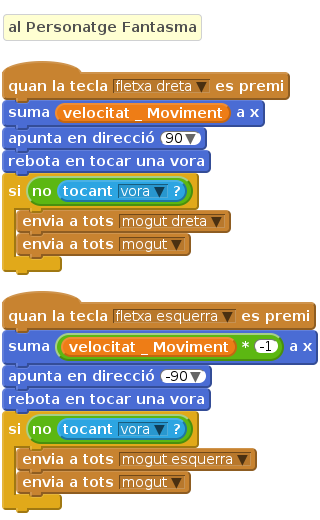 al Personatge Fantasma
quan la tecla fletxa dreta es premi
suma velocitat _ Moviment a x
apunta en direcció 90
rebota en tocar una vora
si no tocant vora ?
envia a tots mogut dreta
envia a tots mogut
quan la tecla fletxa esquerra es premi
suma velocitat _ Moviment * -1 a x
apunta en direcció -90
rebota en tocar una vora
si no tocant vora ?
envia a tots mogut esquerra
envia a tots mogut